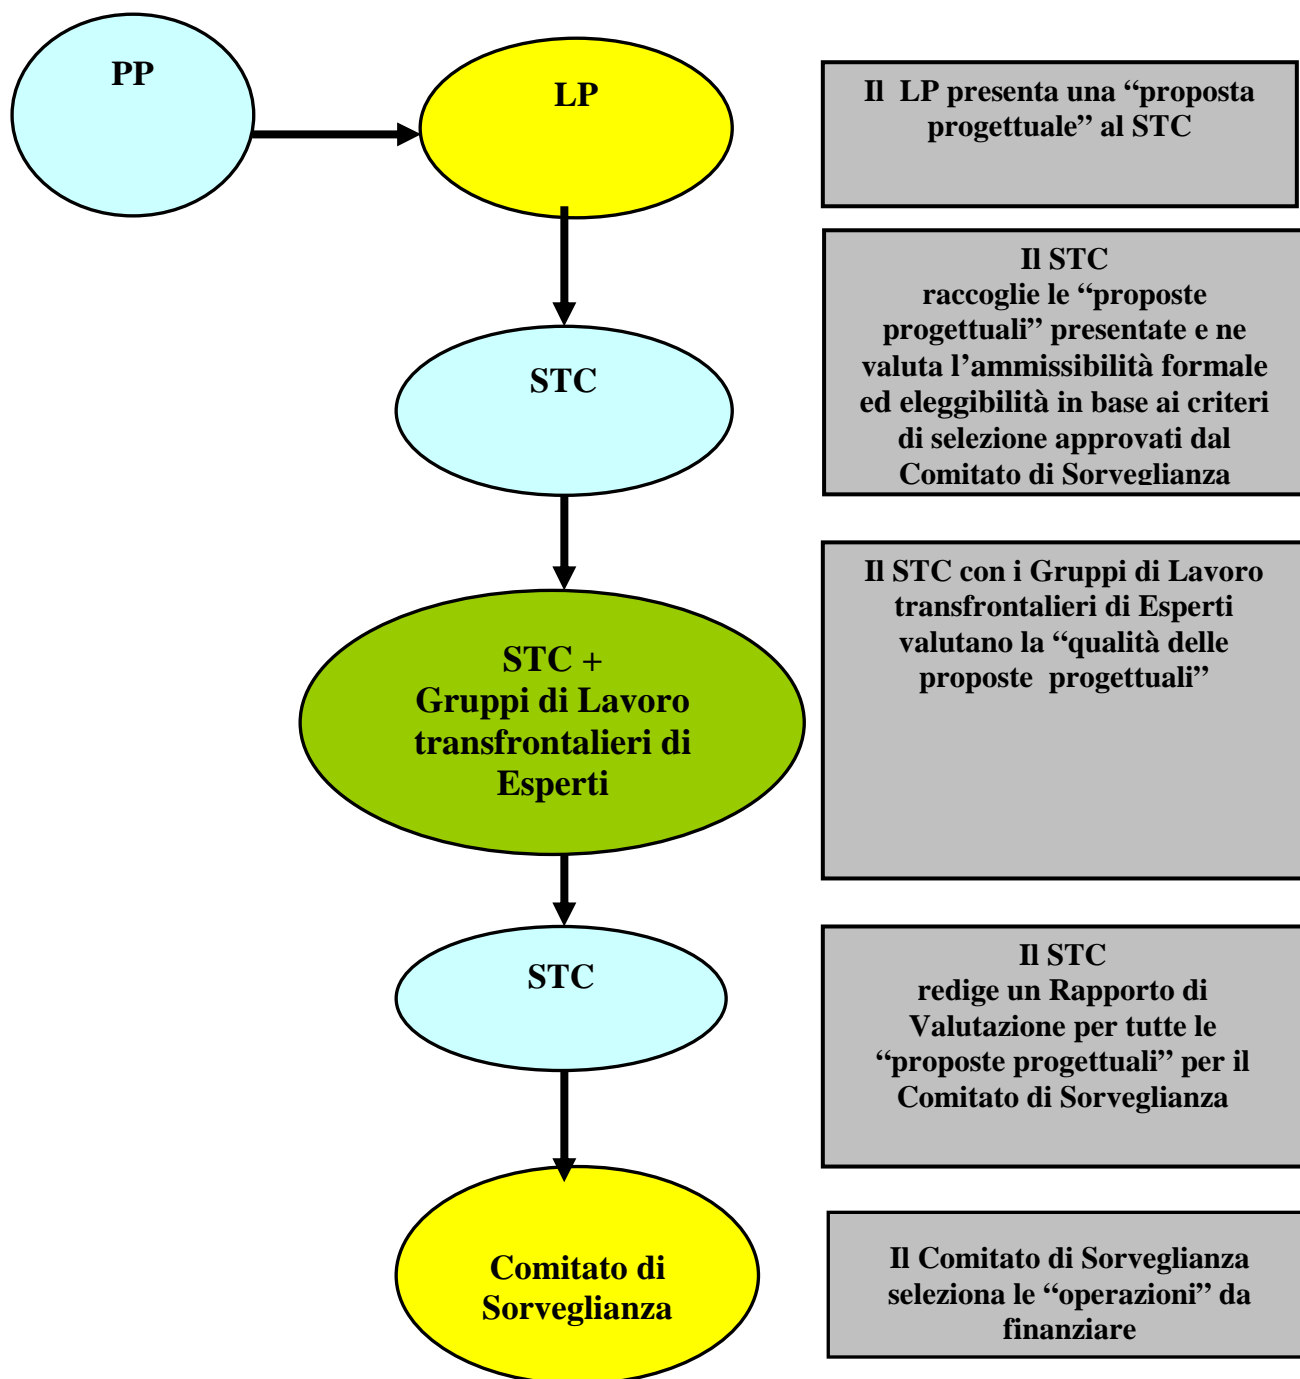 PP
LP
Il LP presenta una “proposta
progettuale” al STC
Il STC
raccoglie le “proposte
progettuali” presentate e ne
valuta l’ammissibilità formale
ed eleggibilità in base ai criteri
di selezione approvati dal
Comitato di Sorveglianza
STC
Il STC con i Gruppi di Lavoro
transfrontalieri di Esperti
valutano la “qualità delle
proposte progettuali”
STC +
Gruppi di Lavoro
transfrontalieri di
Esperti
Il STC
redige un Rapporto di
Valutazione per tutte le
“proposte progettuali” per il
Comitato di Sorveglianza
STC
Comitato di
Sorveglianza
Il Comitato di Sorveglianza
seleziona le “operazioni” da
finanziare